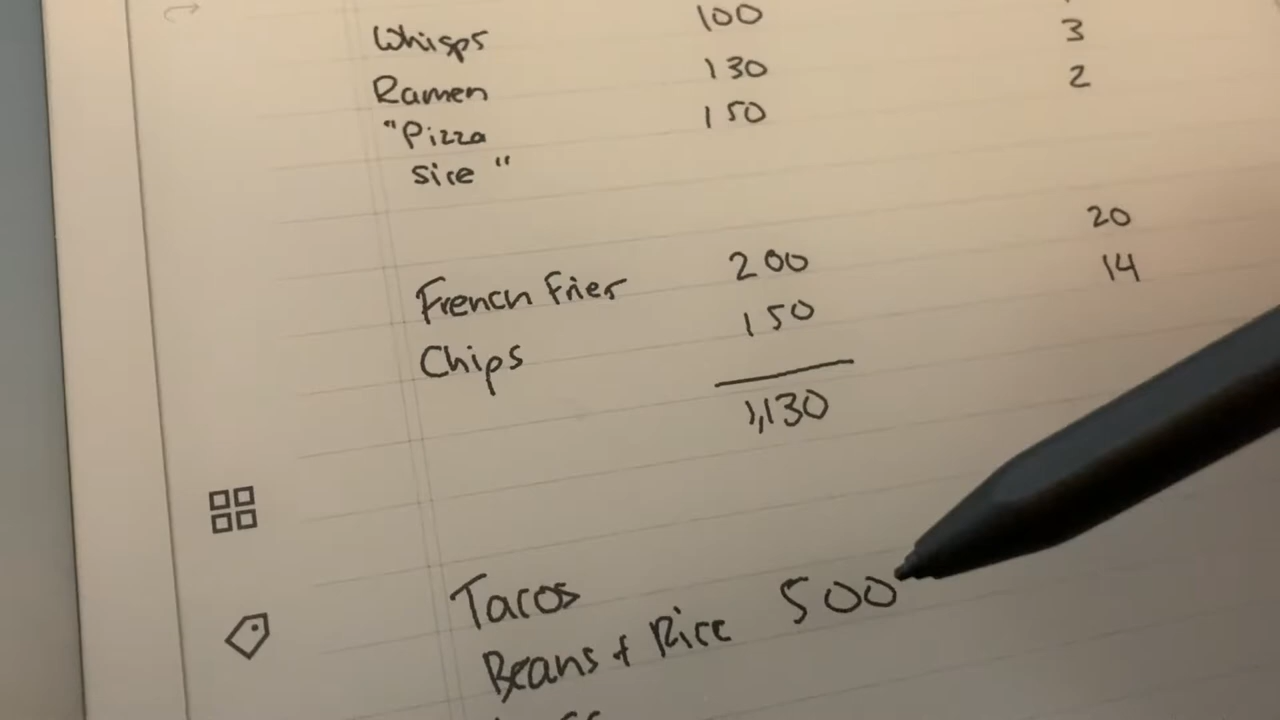 Whisps 100 3
Ramen 130 2
"Pizza 150
sice "
20
French Fries 200 14
Chips 150
1,130
Tacos
Beans + Rice 500